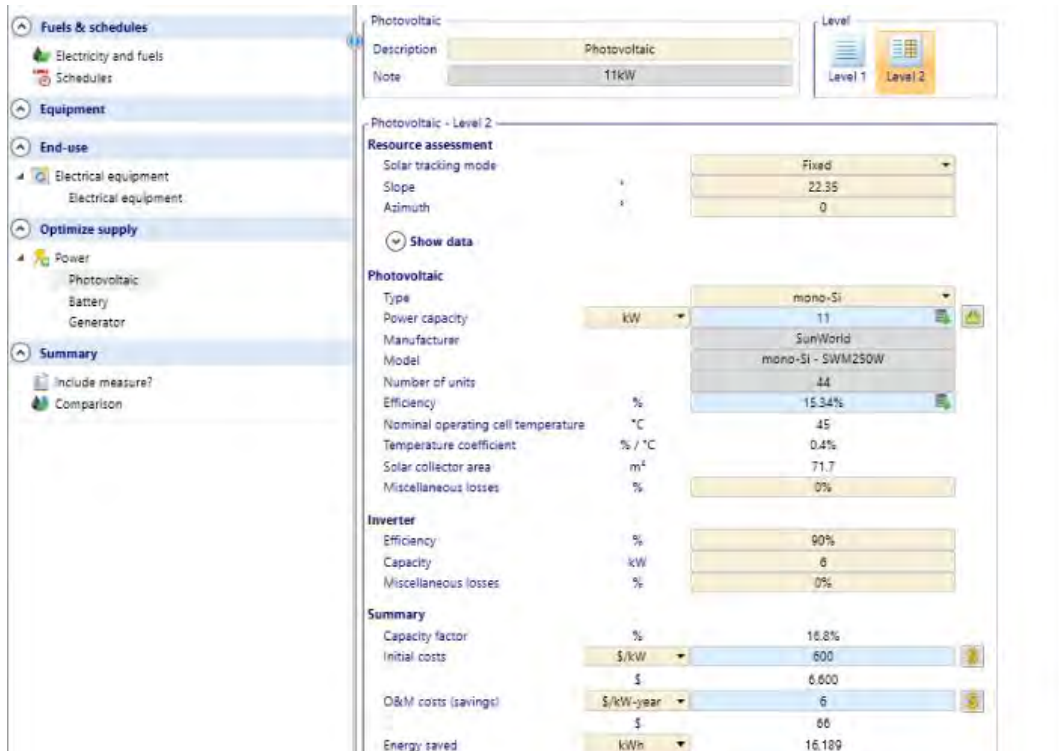 Fuels & schedules
Electricity and fuels
Schedules
Equipment
End-use
Electrical equipment
Electrical equipment
Optimize supply
Power
Photovoltaic
Battery
Generator
Summary
Include measure?
Comparison
Photovoltaic
Description Photovoltaic
Note 11kW
Level
Level 1 Level 2
Photovoltaic - Level 2
Resource assessment
Solar tracking mode Fixed
Slope ° 22.35
Azimuth ° 0
Show data
Photovoltaic
Type mono-Si
Power capacity kW 11
Manufacturer SunWorld
Model mono-Si - SWM250W
Number of units 44
Efficiency % 15.34%
Nominal operating cell temperature °C 45
Temperature coefficient % / °C 0.4%
Solar collector area m² 71.7
Miscellaneous losses % 0%
Inverter
Efficiency % 90%
Capacity kW 6
Miscellaneous losses % 0%
Summary
Capacity factor % 16.8%
Initial costs $/kW 600
$ 6.600
O&M costs (savings) $/kW-year 6
$ 66
Energy saved kWh 16.189